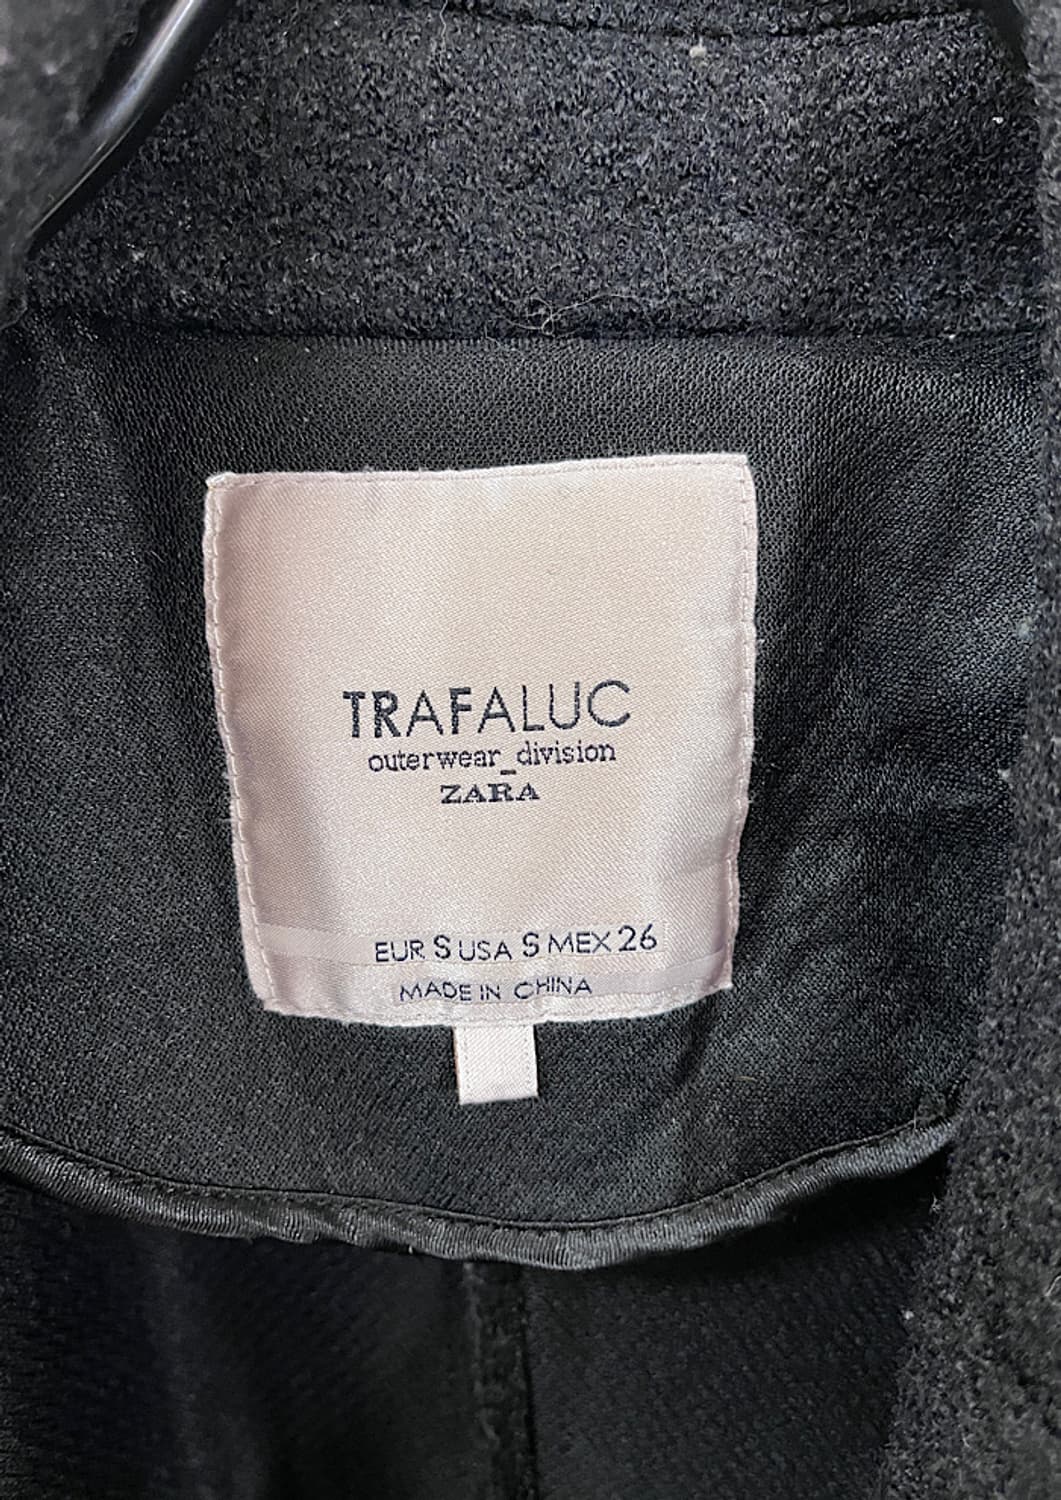 TRAFALUC
outerwear_division
ZARA
EUR S USA S MEX 26
MADE IN CHINA